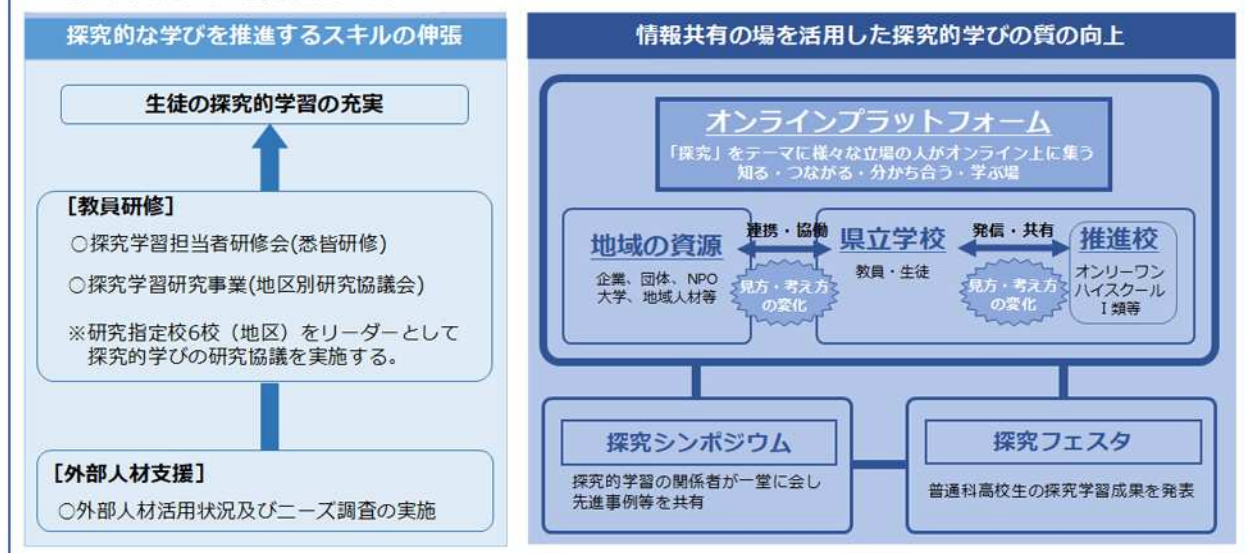 探究的な学びを推進するスキルの伸張
生徒の探究的学習の充実
[教員研修]
○探究学習担当者研修会(悉皆研修)
○探究学習研究事業(地区別研究協議会)
※研究指定校6校（地区）をリーダーとして
探究的学びの研究協議を実施する。
[外部人材支援]
○外部人材活用状況及びニーズ調査の実施
情報共有の場を活用した探究的学びの質の向上
オンラインプラットフォーム
「探究」をテーマに様々な立場の人がオンライン上に集う
知る・つながる・分かち合う・学ぶ場
地域の資源
企業、団体、NPO
大学、地域人材等
連携・協働
見方・考え方
の変化
県立学校
教員・生徒
発信・共有
見方・考え方
の変化
推進校
オンリーワン
ハイスクール
Ⅰ類等
探究シンポジウム
探究的学習の関係者が一堂に会し
先進事例等を共有
探究フェスタ
普通科高校生の探究学習成果を発表